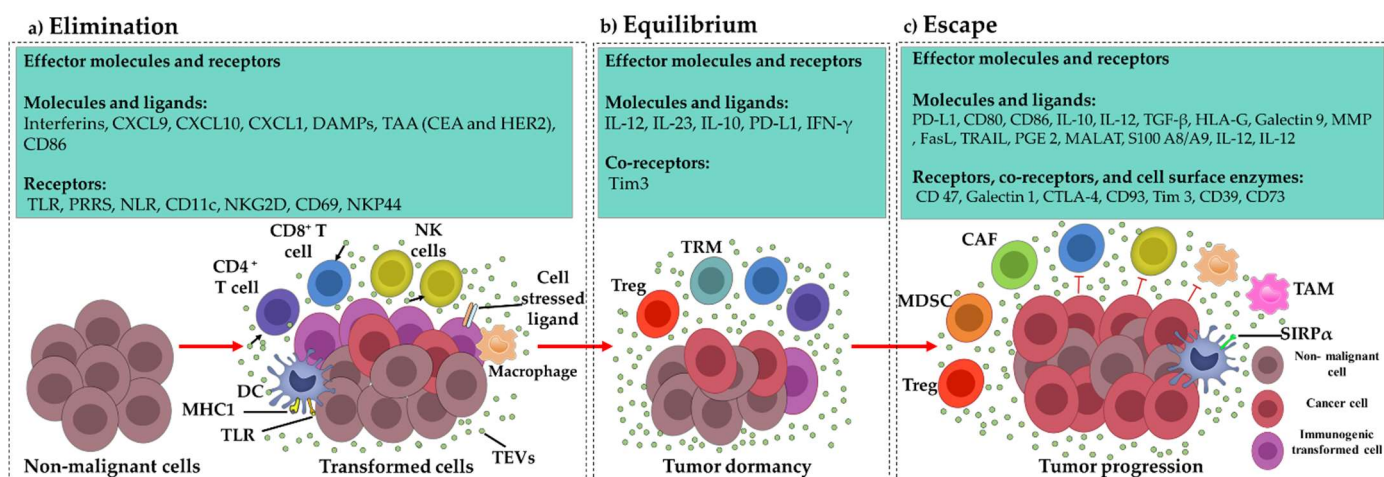 a) Elimination
Effector molecules and receptors
Molecules and ligands:
Interferins, CXCL9, CXCL10, CXCL1, DAMPs, TAA (CEA and HER2),
CD86
Receptors:
TLR, PRRS, NLR, CD11c, NKG2D, CD69, NKP44
CD8⁺ T
cell
NK
cells
CD4⁺
T cell
Cell
stressed
ligand
Macrophage
DC
MHC1
TLR
TEVs
Non-malignant cells
Transformed cells
b) Equilibrium
Effector molecules and receptors
Molecules and ligands:
IL-12, IL-23, IL-10, PD-L1, IFN-γ
Co-receptors:
Tim3
TRM
Treg
Tumor dormancy
c) Escape
Effector molecules and receptors
Molecules and ligands:
PD-L1, CD80, CD86, IL-10, IL-12, TGF-β, HLA-G, Galectin 9, MMP
, FasL, TRAIL, PGE 2, MALAT, S100 A8/A9, IL-12, IL-12
Receptors, co-receptors, and cell surface enzymes:
CD 47, Galectin 1, CTLA-4, CD93, Tim 3, CD39, CD73
CAF
MDSC
TAM
SIRPα
Treg
Non- malignant
cell
Cancer cell
Immunogenic
transformed cell
Tumor progression